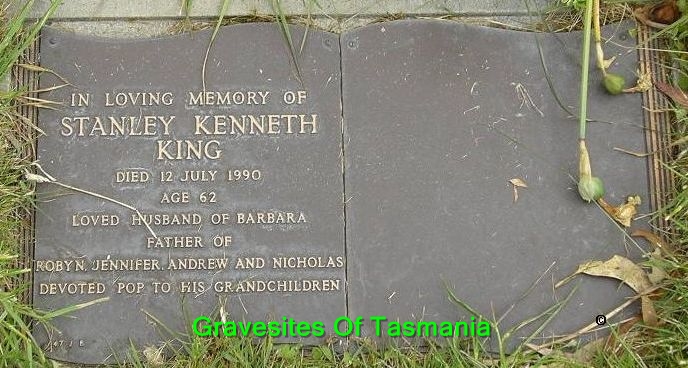 IN LOVING MEMORY OF
STANLEY KENNETH
KING
DIED 12 JULY 1990
AGE 62
LOVED HUSBAND OF BARBARA
FATHER OF
ROBYN, JENNIFER, ANDREW AND NICHOLAS
DEVOTED POP TO HIS GRANDCHILDREN
Gravesites Of Tasmania
©